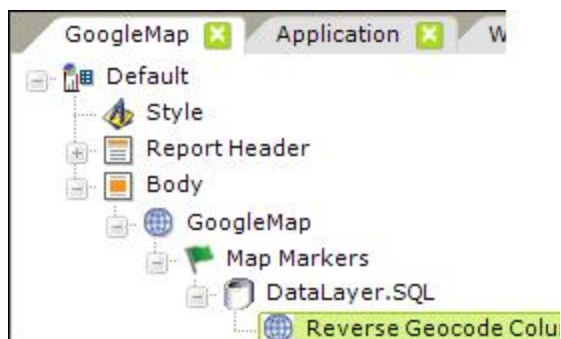 GoogleMap Application W
Default
Style
Report Header
Body
GoogleMap
Map Markers
DataLayer.SQL
Reverse Geocode Colu